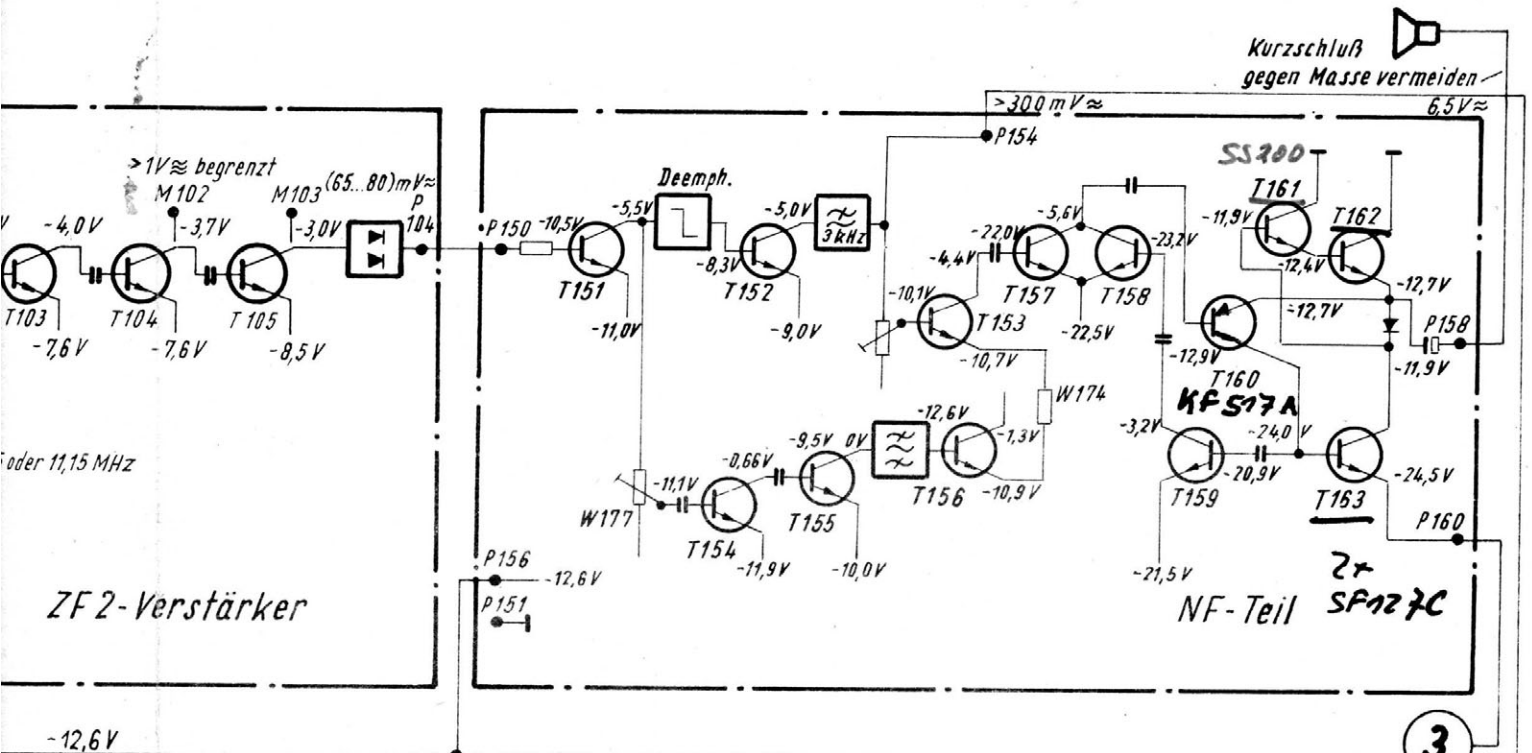 Kurzschluß
gegen Masse vermeiden
>300mV≈
6,5V≈
P154
>1V≈ begrenzt
M102
M103
(65...80)mV≈
P
104
-4,0V
-3,7V
-3,0V
T103
T104
T105
-7,6V
-7,6V
-8,5V
P150
-10,5V
-5,5V
Deemph.
-5,0V
3kHz
T151
-8,3V
T152
-11,0V
-9,0V
-22,0V
-5,6V
-23,2V
-4,4V
T157
T158
-10,1V
T153
-22,5V
-10,7V
SS200
T161
T162
-11,9V
-12,4V
-12,7V
-12,7V
P158
-12,9V
T160
KF517A
-11,9V
W174
-12,6V
-1,3V
-3,2V
-24,0V
-9,5V
0V
-0,66V
-11,1V
W177
T154
T155
T156
-10,9V
T159
-20,9V
T163
-24,5V
P160
-11,9V
-10,0V
-21,5V
oder 11,15 MHz
P156
-12,6V
P151
2x
SF127C
ZF2-Verstärker
NF-Teil
-12,6V
3